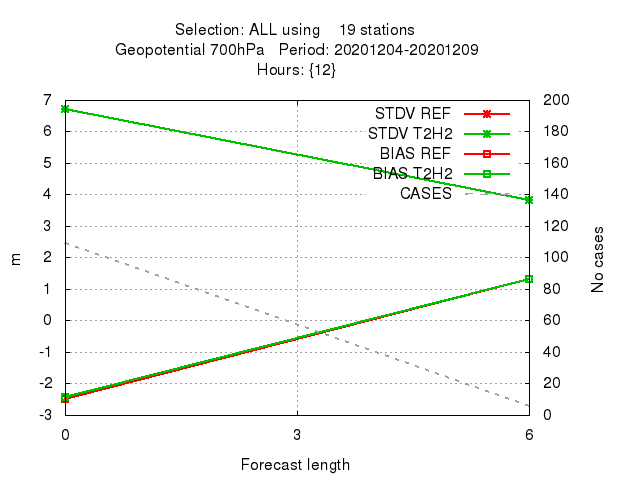 Selection: ALL using    19 stations
Geopotential 700hPa   Period: 20201204-20201209
Hours: {12}
7
6
5
4
3
2
1
0
-1
-2
-3
m
200
180
160
140
120
100
80
60
40
20
0
No cases
STDV REF
STDV T2H2
BIAS REF
BIAS T2H2
CASES
0 3 6
Forecast length